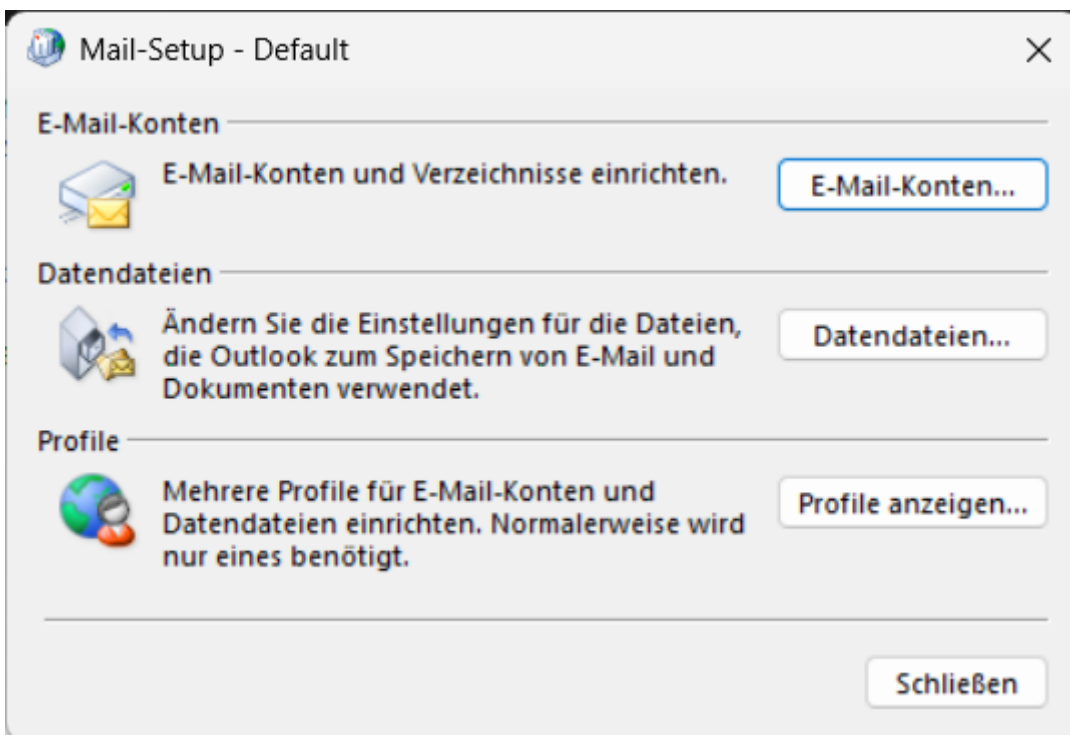 Mail-Setup - Default
E-Mail-Konten
E-Mail-Konten und Verzeichnisse einrichten.
E-Mail-Konten...
Datendateien
Ändern Sie die Einstellungen für die Dateien,
die Outlook zum Speichern von E-Mail und
Dokumenten verwendet.
Datendateien...
Profile
Mehrere Profile für E-Mail-Konten und
Datendateien einrichten. Normalerweise wird
nur eines benötigt.
Profile anzeigen...
Schließen